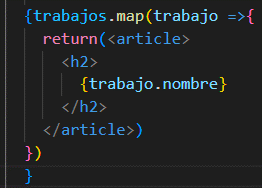 {trabajos.map(trabajo =>{
return(<article>
<h2>
{trabajo.nombre}
</h2>
</article>)
})
}